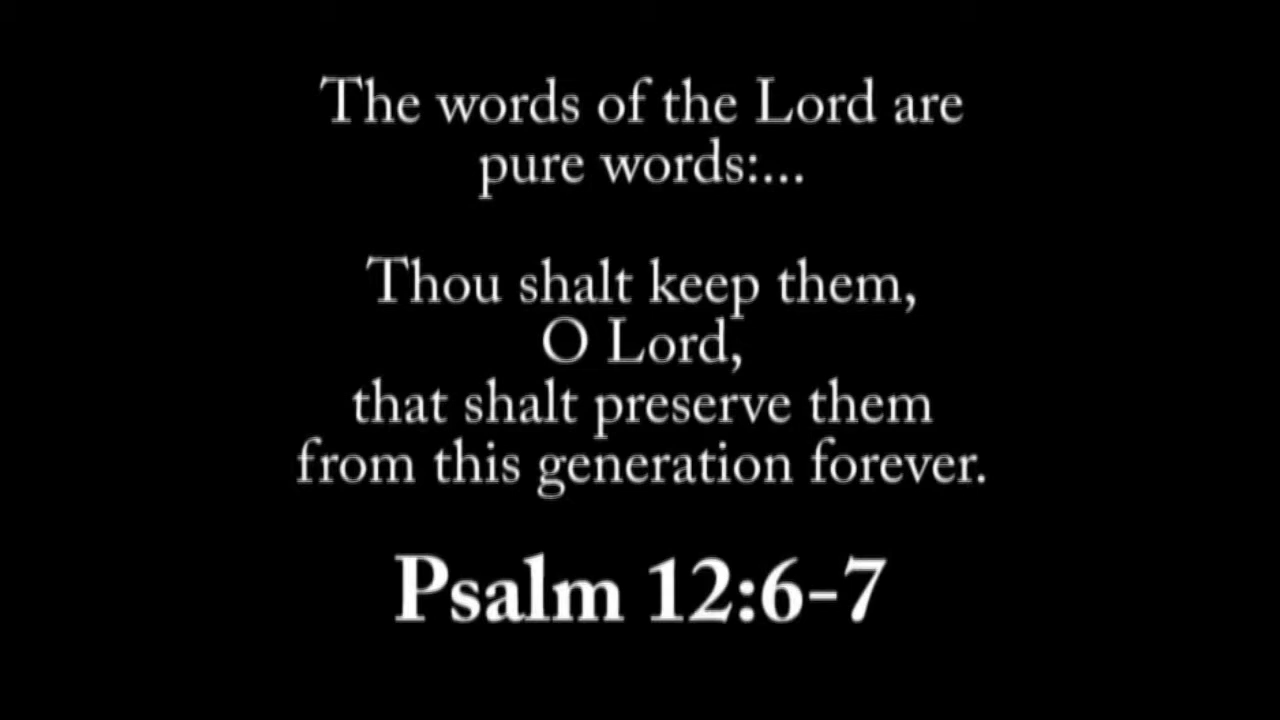 The words of the Lord are
pure words:...
Thou shalt keep them,
O Lord,
that shalt preserve them
from this generation forever.
Psalm 12:6-7